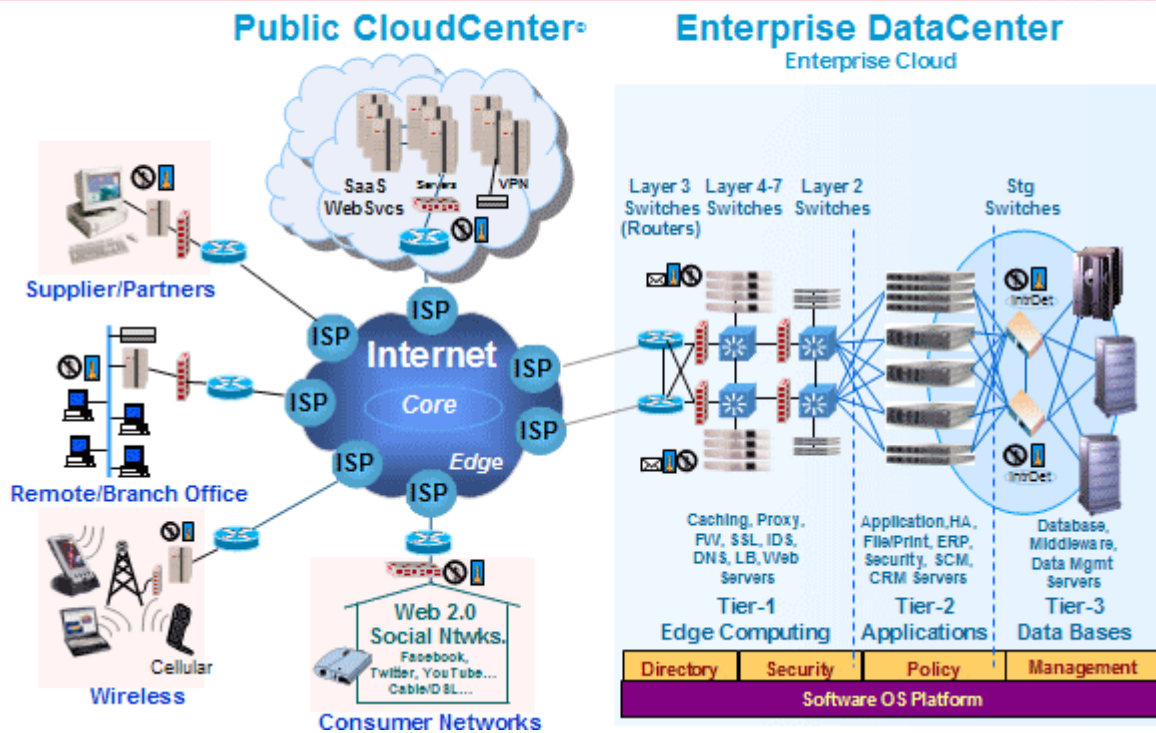 Public CloudCenter©
Enterprise DataCenter
Enterprise Cloud
SaaS
WebSvcs
Servers
VPN
Supplier/Partners
Remote/Branch Office
Wireless
Cellular
ISP
ISP
ISP
ISP
ISP
ISP
ISP
Internet
Core
Edge
Web 2.0
Social Ntwks.
Facebook,
Twitter, YouTube...
Cable/DSL....
Consumer Networks
Layer 3
Switches
(Routers)
Layer 4-7
Switches
Layer 2
Switches
Stg
Switches
IntrDet
IntrDet
Caching, Proxy,
FW, SSL, IDS,
DNS, LB, Web
Servers
Tier-1
Edge Computing
Application,HA,
File/Print, ERP,
Security, SCM,
CRM Servers
Tier-2
Applications
Database,
Middleware,
Data Mgmt
Servers
Tier-3
Data Bases
Directory
Security
Policy
Management
Software OS Platform